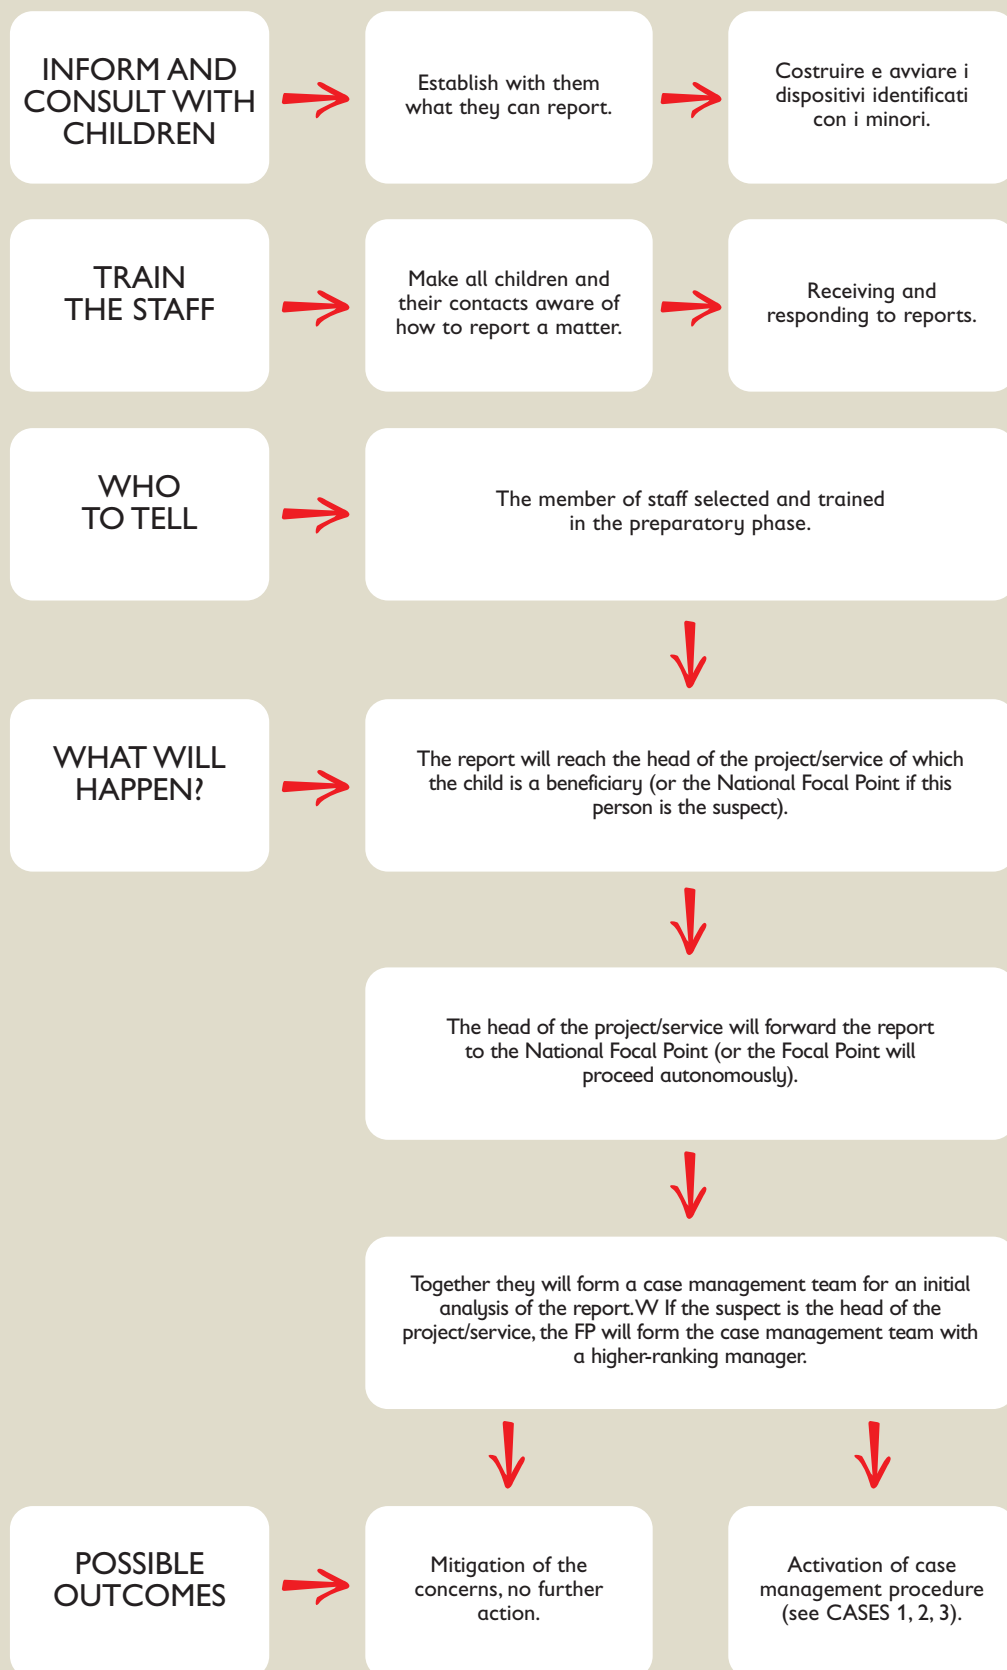 INFORM AND
CONSULT WITH
CHILDREN
Establish with them
what they can report.
Costruire e avviare i
dispositivi identificati
con i minori.
TRAIN
THE STAFF
Make all children and
their contacts aware of
how to report a matter.
Receiving and
responding to reports.
WHO
TO TELL
The member of staff selected and trained
in the preparatory phase.
WHAT WILL
HAPPEN?
The report will reach the head of the project/service of which
the child is a beneficiary (or the National Focal Point if this
person is the suspect).
The head of the project/service will forward the report
to the National Focal Point (or the Focal Point will
proceed autonomously).
Together they will form a case management team for an initial
analysis of the report. W If the suspect is the head of the
project/service, the FP will form the case management team with
a higher-ranking manager.
POSSIBLE
OUTCOMES
Mitigation of the
concerns, no further
action.
Activation of case
management procedure
(see CASES 1, 2, 3).